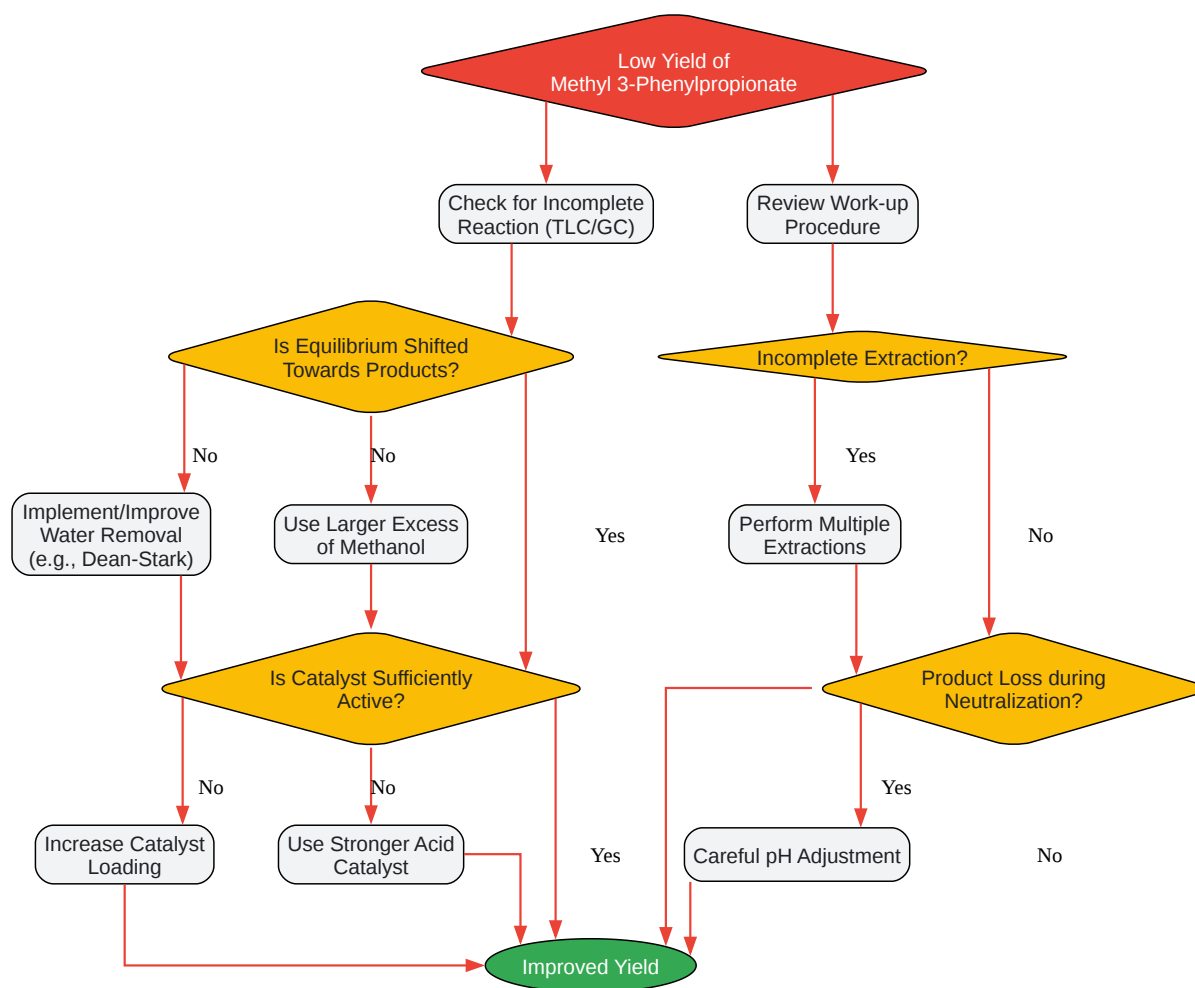 Low Yield of
Methyl 3-Phenylpropionate
Check for Incomplete
Reaction (TLC/GC)
Review Work-up
Procedure
Is Equilibrium Shifted
Towards Products?
Incomplete Extraction?
No
No
Yes
Implement/Improve
Water Removal
(e.g., Dean-Stark)
Use Larger Excess
of Methanol
Yes
Perform Multiple
Extractions
No
Is Catalyst Sufficiently
Active?
Product Loss during
Neutralization?
No
No
Yes
Increase Catalyst
Loading
Use Stronger Acid
Catalyst
Yes
Careful pH Adjustment
No
Improved Yield